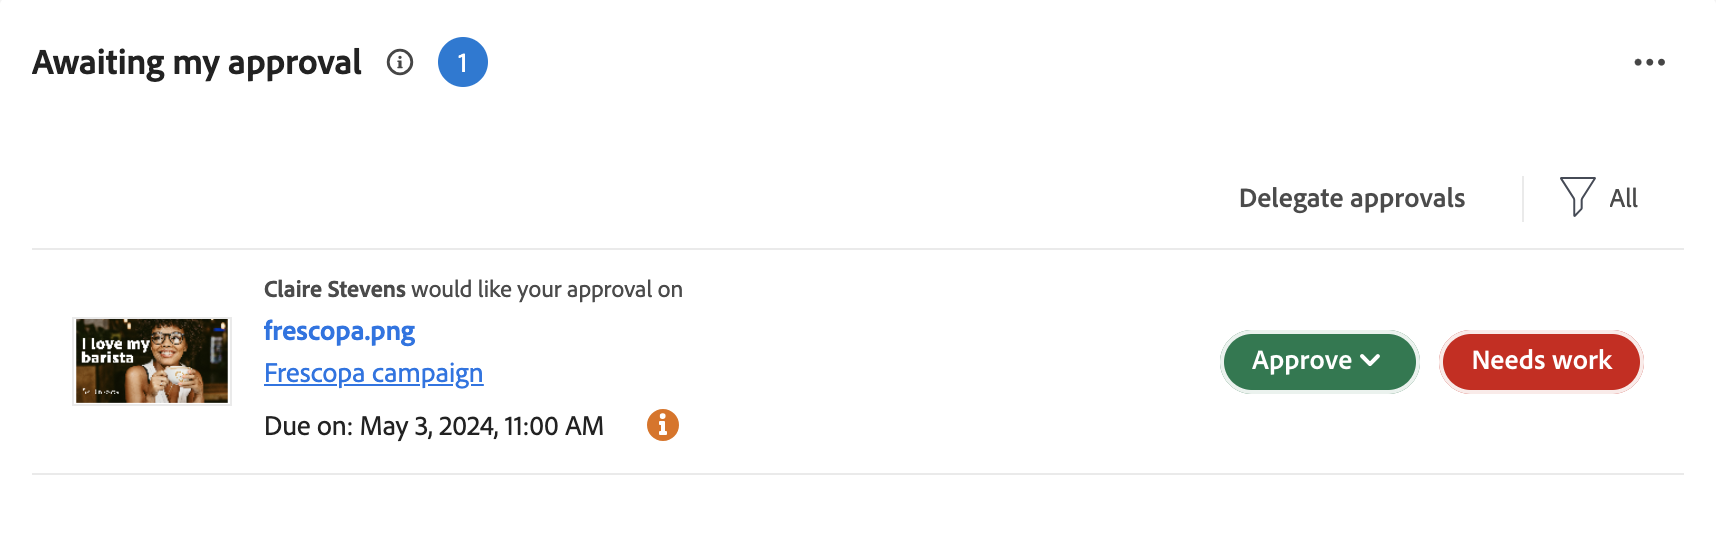 Awaiting my approval
1
Delegate approvals
All
Claire Stevens would like your approval on
frescopa.png
Frescopa campaign
Due on: May 3, 2024, 11:00 AM
I love my
barista
Approve
Needs work